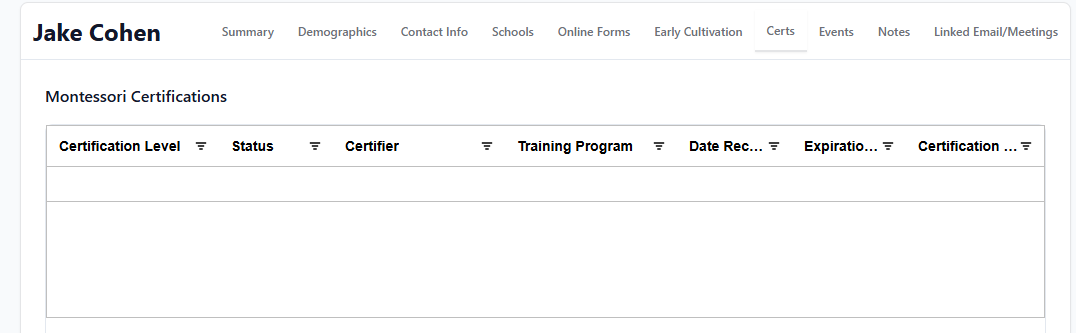 Jake Cohen Summary Demographics Contact Info Schools Online Forms Early Cultivation Certs Events Notes Linked Email/Meetings
Montessori Certifications
Certification Level Status Certifier Training Program Date Rec... Expiratio... Certification ...